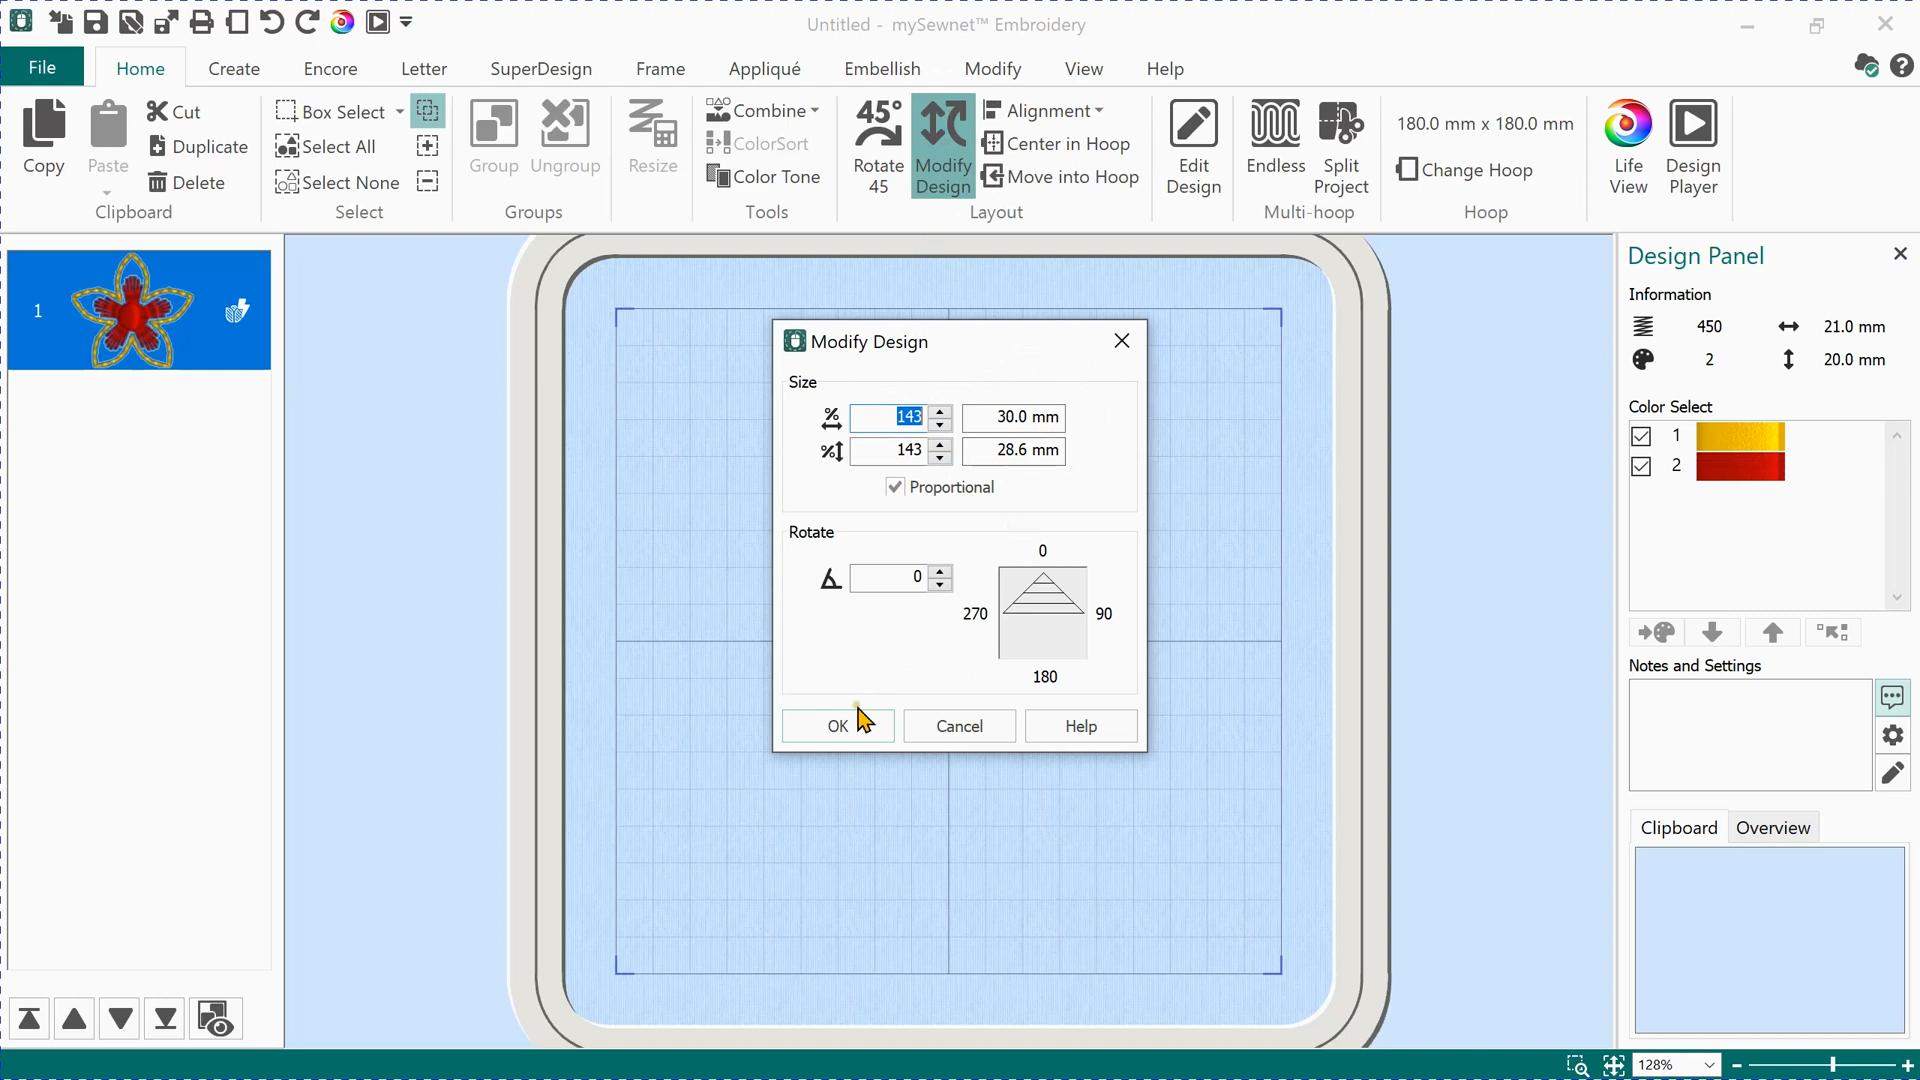 Untitled - mySewnet™ Embroidery
File Home Create Encore Letter SuperDesign Frame Appliqué Embellish Modify View Help
Copy Paste Cut Duplicate Delete Clipboard
Box Select Select All Select None Select
Group Ungroup Groups
Resize
Combine ColorSort Color Tone Tools
Rotate 45 Modify Design Alignment Center in Hoop Move into Hoop Layout
45°
Edit Design
Endless Split Project Multi-hoop
180.0 mm x 180.0 mm
Change Hoop
Hoop
Life View Design Player
1
Modify Design
Size
% 143 30.0 mm
% 143 28.6 mm
Proportional
Rotate
0
0
270 90
180
OK Cancel Help
Design Panel
Information
450 21.0 mm
2 20.0 mm
Color Select
1
2
Notes and Settings
Clipboard Overview
128%